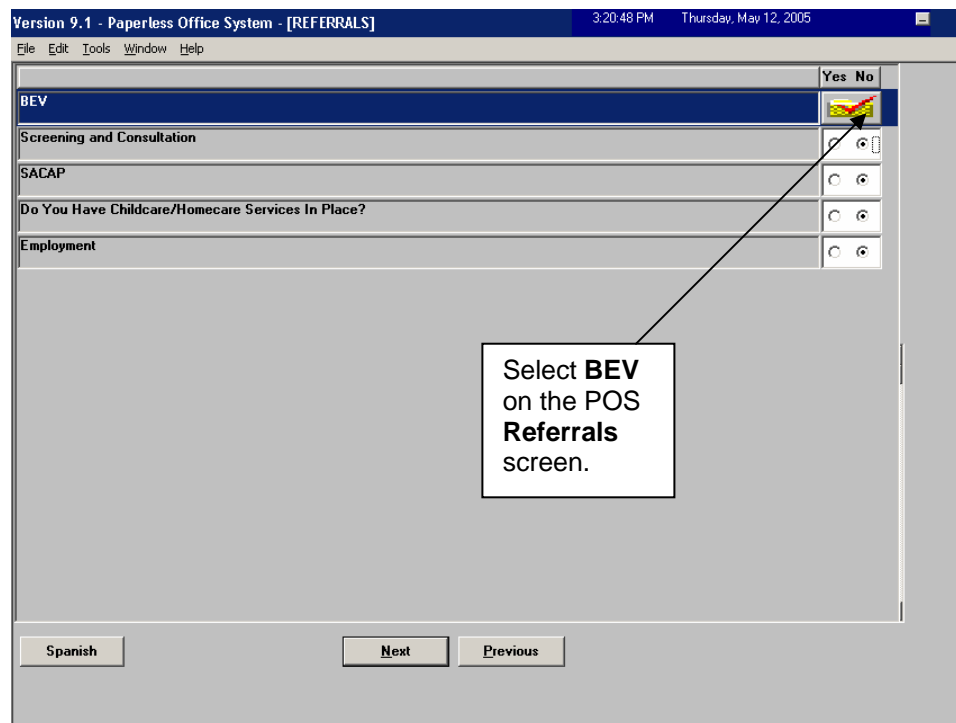 Version 9.1 - Paperless Office System - [REFERRALS] 3:20:48 PM Thursday, May 12, 2005
File Edit Tools Window Help
Yes No
BEV
Screening and Consultation
SACAP
Do You Have Childcare/Homecare Services In Place?
Employment
Select BEV
on the POS
Referrals
screen.
Spanish Next Previous